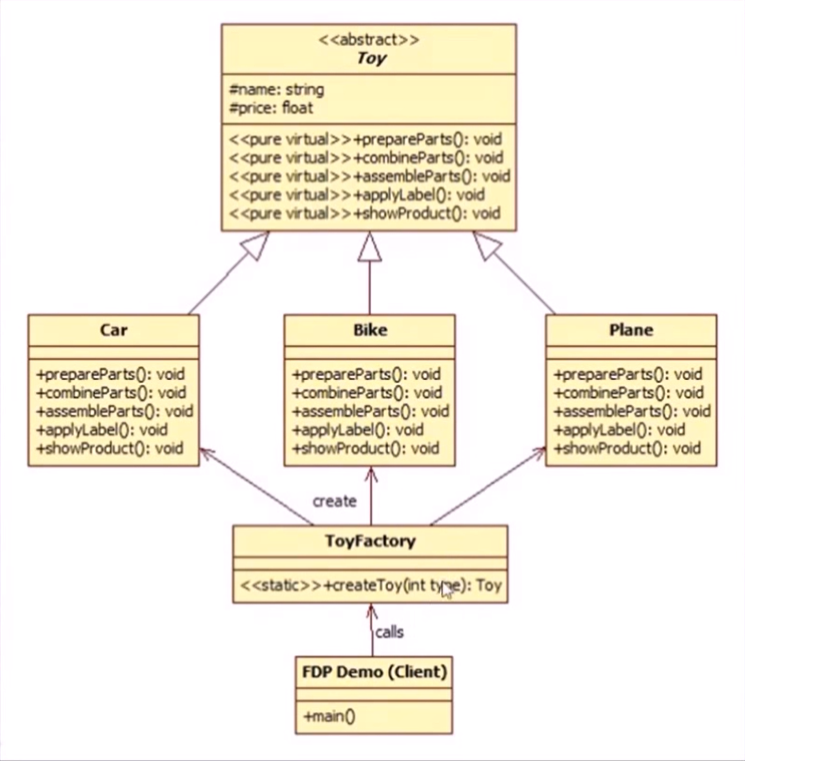 <<abstract>>
Toy
#name: string
#price: float
<<pure virtual>>+prepareParts(): void
<<pure virtual>>+combineParts(): void
<<pure virtual>>+assembleParts(): void
<<pure virtual>>+applyLabel(): void
<<pure virtual>>+showProduct(): void
Car
+prepareParts(): void
+combineParts(): void
+assembleParts(): void
+applyLabel(): void
+showProduct(): void
Bike
+prepareParts(): void
+combineParts(): void
+assembleParts(): void
+applyLabel(): void
+showProduct(): void
Plane
+prepareParts(): void
+combineParts(): void
+assembleParts(): void
+applyLabel(): void
+showProduct(): void
create
ToyFactory
<<static>>+createToy(int type): Toy
calls
FDP Demo (Client)
+main()